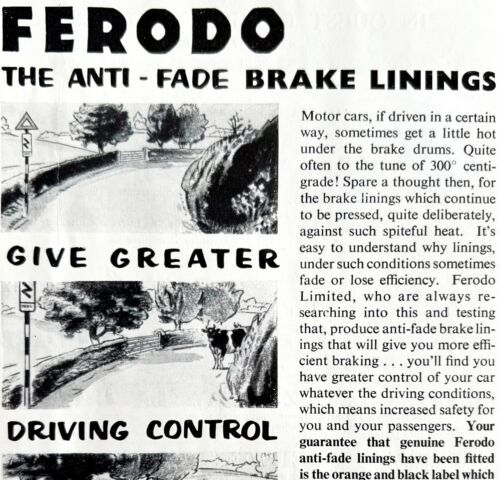 FERODO
THE ANTI - FADE BRAKE LININGS
GIVE GREATER
DRIVING CONTROL
Motor cars, if driven in a certain
way, sometimes get a little hot
under the brake drums. Quite
often to the tune of 300° centi-
grade! Spare a thought then, for
the brake linings which continue
to be pressed, quite deliberately,
against such spiteful heat. It's
easy to understand why linings,
under such conditions sometimes
fade or lose efficiency. Ferodo
Limited, who are always re-
searching into this and testing
that, produce anti-fade brake lin-
ings that will give you more effi-
cient braking . . . you'll find you
have greater control of your car
whatever the driving conditions,
which means increased safety for
you and your passengers. Your
guarantee that genuine Ferodo
anti-fade linings have been fitted
is the orange and black label which